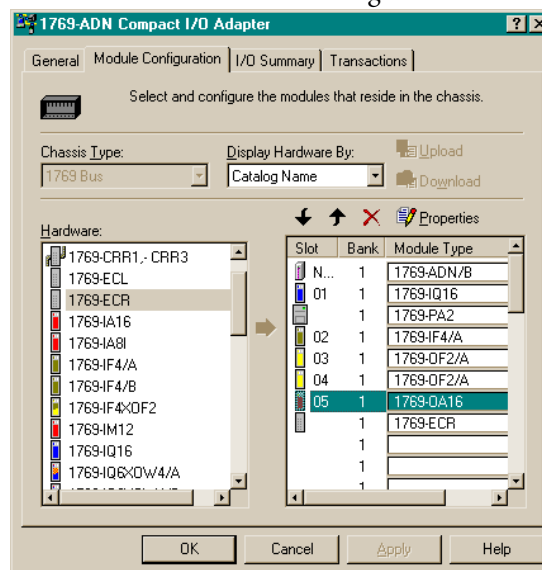 1769-ADN Compact I/O Adapter
General Module Configuration I/O Summary Transactions
Select and configure the modules that reside in the chassis.
Chassis Type:
1769 Bus
Display Hardware By:
Catalog Name
Upload
Download
Properties
Hardware:
1769-CRR1,- CRR3
1769-ECL
1769-ECR
1769-IA16
1769-IA8I
1769-IF4/A
1769-IF4/B
1769-IF4XOF2
1769-IM12
1769-IQ16
1769-IQ6XOW4/A
Slot Bank Module Type
N... 1 1769-ADN/B
01 1 1769-IQ16
1 1769-PA2
02 1 1769-IF4/A
03 1 1769-OF2/A
04 1 1769-OF2/A
05 1 1769-OA16
1 1769-ECR
1
1
1
OK Cancel Apply Help